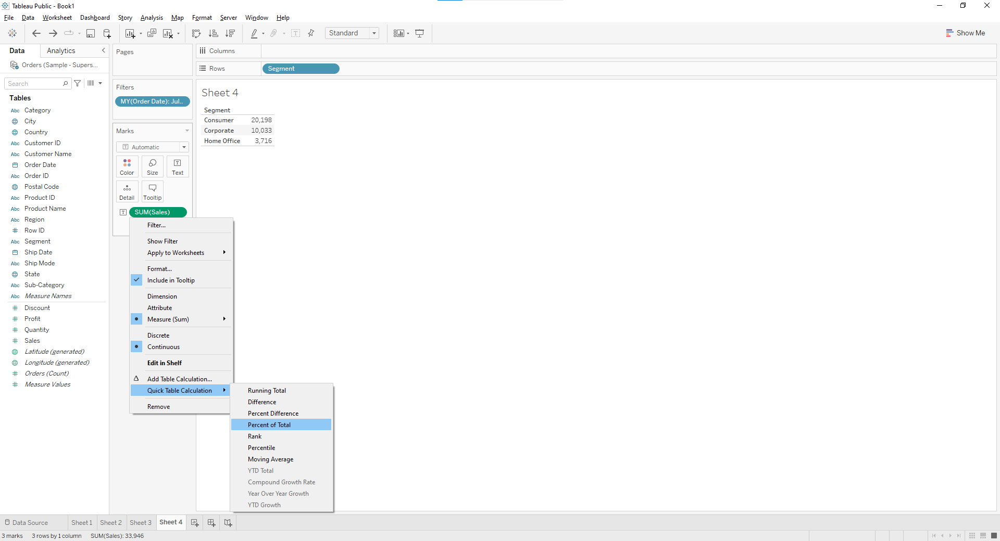 Tableau Public - Book1
File Data Worksheet Dashboard Story Analysis Map Format Server Window Help
Standard
Show Me
Data Analytics
Orders (Sample - Supers...
Search
Tables
Abc Category
City
Country
Abc Customer ID
Abc Customer Name
Order Date
Abc Order ID
Postal Code
Abc Product ID
Abc Product Name
Abc Region
# Row ID
Abc Segment
Ship Date
Abc Ship Mode
State
Abc Sub-Category
Abc Measure Names
# Discount
# Profit
# Quantity
# Sales
Latitude (generated)
Longitude (generated)
# Orders (Count)
# Measure Values
Pages
Filters
MY(Order Date): Jul..
Marks
T Automatic
Color Size T Text
Detail Tooltip
T SUM(Sales)
Filter...
Show Filter
Apply to Worksheets
Format...
Include in Tooltip
Dimension
Attribute
Measure (Sum)
Discrete
Continuous
Edit in Shelf
Add Table Calculation...
Quick Table Calculation
Remove
Running Total
Difference
Percent Difference
Percent of Total
Rank
Percentile
Moving Average
YTD Total
Compound Growth Rate
Year Over Year Growth
YTD Growth
Columns
Rows Segment
Sheet 4
Segment
Consumer 20,198
Corporate 10,033
Home Office 3,716
Data Source Sheet 1 Sheet 2 Sheet 3 Sheet 4
3 marks 3 rows by 1 column SUM(Sales): 33,946